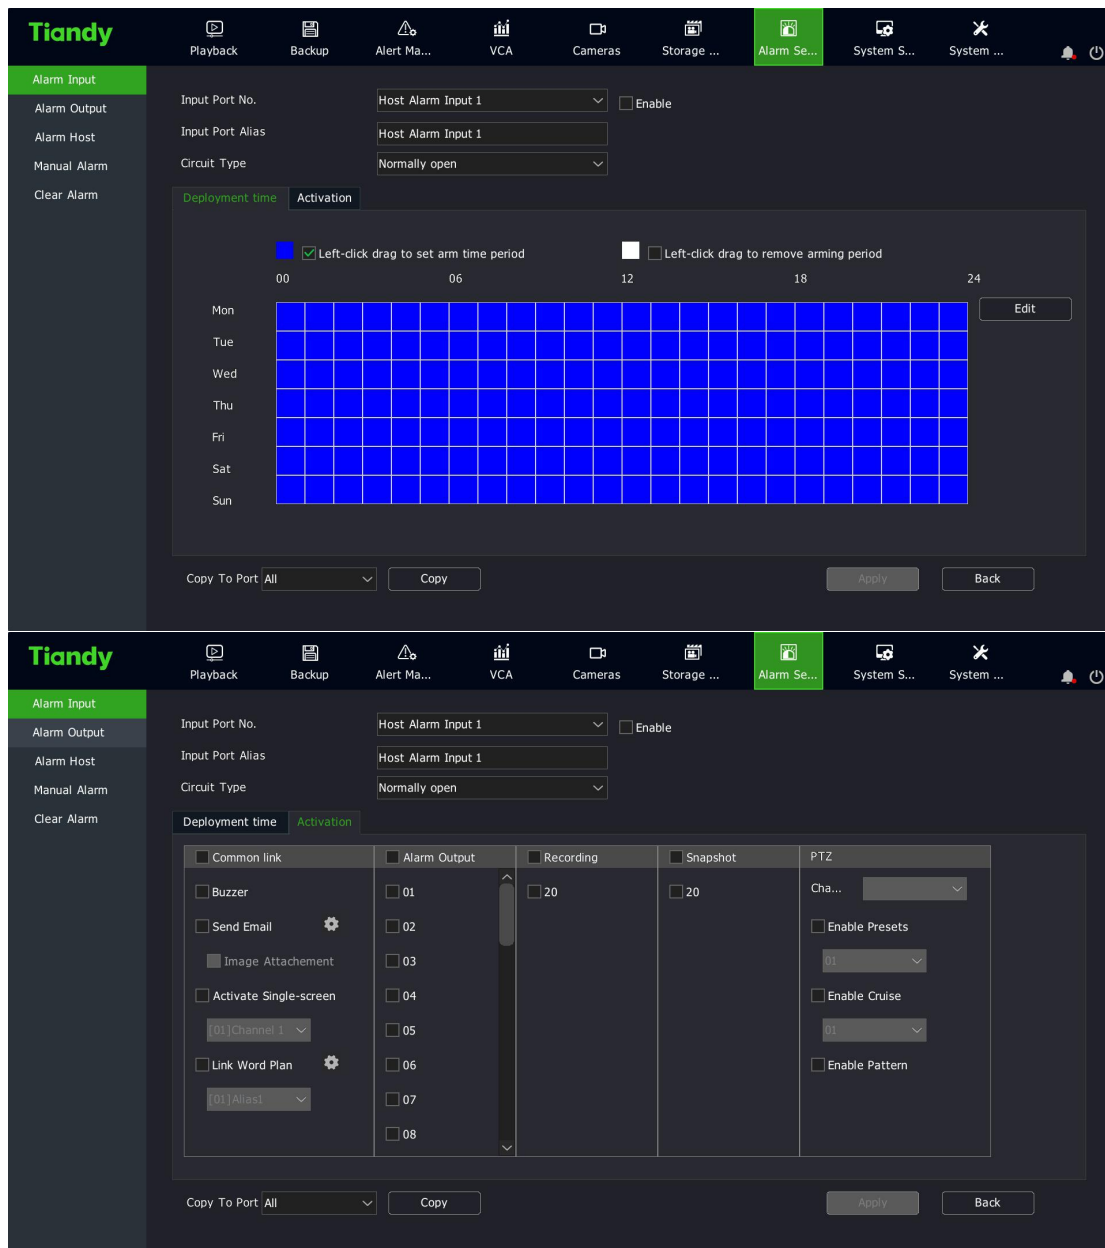 Tiandy
Playback Backup Alert Ma... VCA Cameras Storage ... Alarm Se... System S... System ...
Alarm Input
Alarm Output
Alarm Host
Manual Alarm
Clear Alarm
Input Port No. Host Alarm Input 1 Enable
Input Port Alias Host Alarm Input 1
Circuit Type Normally open
Deployment time Activation
Left-click drag to set arm time period Left-click drag to remove arming period
00 06 12 18 24
Mon Edit
Tue
Wed
Thu
Fri
Sat
Sun
Copy To Port All Copy Apply Back
Tiandy
Playback Backup Alert Ma... VCA Cameras Storage ... Alarm Se... System S... System ...
Alarm Input
Alarm Output
Alarm Host
Manual Alarm
Clear Alarm
Input Port No. Host Alarm Input 1 Enable
Input Port Alias Host Alarm Input 1
Circuit Type Normally open
Deployment time Activation
Common link Alarm Output Recording Snapshot PTZ
Buzzer 01 20 20 Cha...
Send Email 02 Enable Presets
Image Attachement 03 01
Activate Single-screen 04 Enable Cruise
[01]Channel 1 05 01
Link Word Plan 06 Enable Pattern
[01]Alias1 07
08
Copy To Port All Copy Apply Back